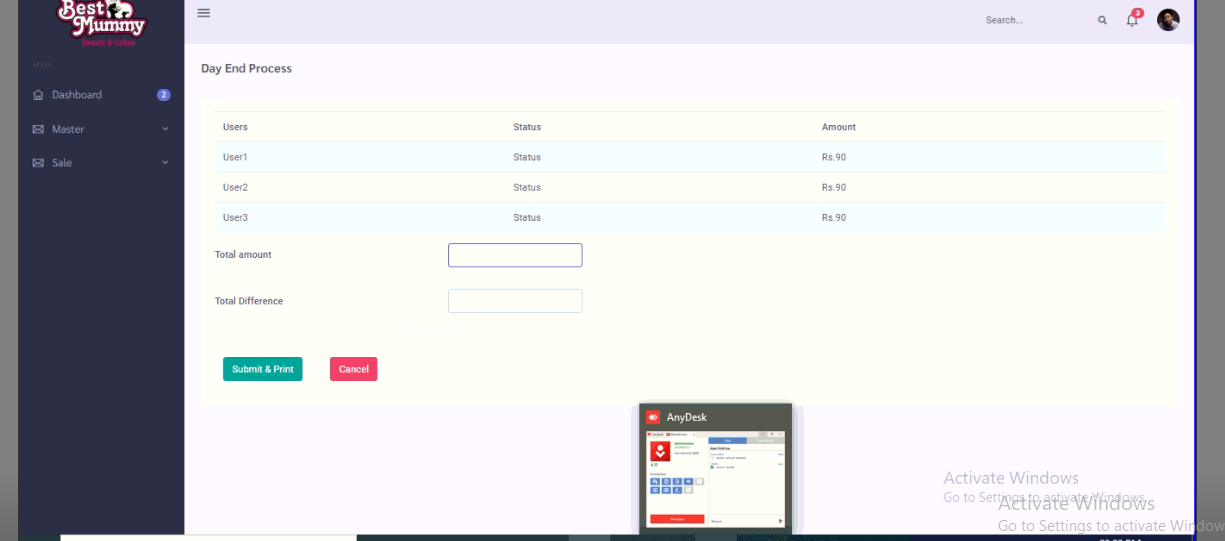 Best
Mummy
Sweets & Cakes
Search...
3
Day End Process
Dashboard
2
Master
Sale
Users Status Amount
User1 Status Rs.90
User2 Status Rs.90
User3 Status Rs.90
Total amount
Total Difference
Submit & Print Cancel
AnyDesk
Activate Windows
Go to Settings to activate Windows.
Activate Windows
Go to Settings to activate Window